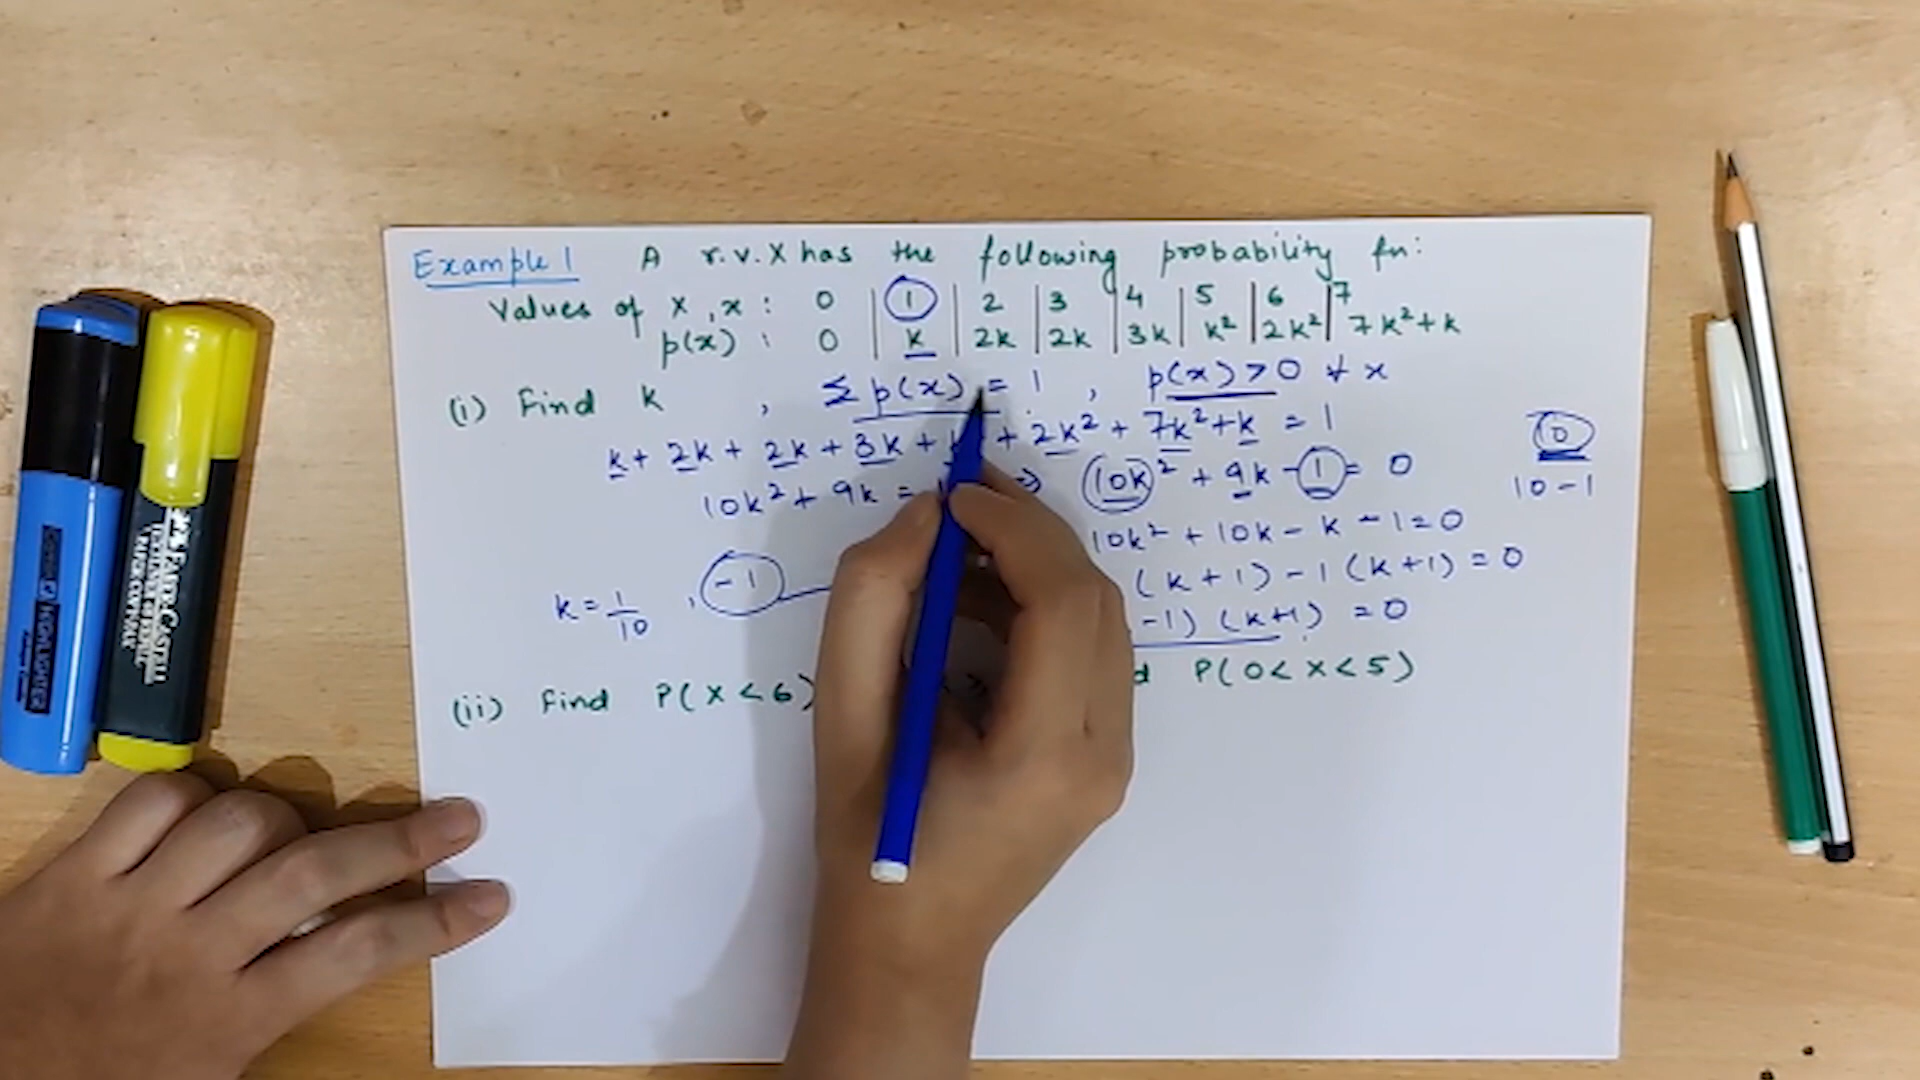 Example 1 A r.v. X has the following probability fn:
Values of X, x : 0 | 1 | 2 | 3 | 4 | 5 | 6 | 7
p(x) : 0 | k | 2k | 2k | 3k | k² | 2k² | 7k²+k
(i) Find k , Σ p(x) = 1 , p(x) > 0 ∀ x
k + 2k + 2k + 3k + + 2k² + 7k² + k = 1
10k² + 9k = ⇒ 10k² + 9k - 1 = 0
10
10 - 1
10k² + 10k - k - 1 = 0
(k + 1) - 1 (k + 1) = 0
k = 1/10 , -1
- 1) (k+1) = 0
(ii) Find P(X < 6) P(0 < X < 5)
HIGHLIGHTER
FABER-CASTELL